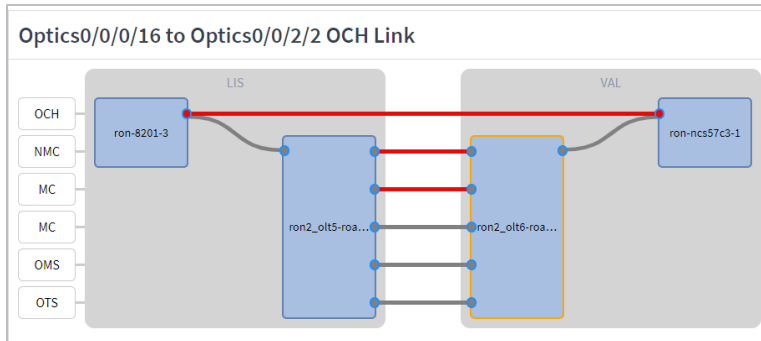 Optics0/0/0/16 to Optics0/0/2/2 OCH Link
LIS
VAL
OCH
ron-8201-3
ron-ncs57c3-1
NMC
MC
MC
ron2_olt5-roa...
ron2_olt6-roa...
OMS
OTS